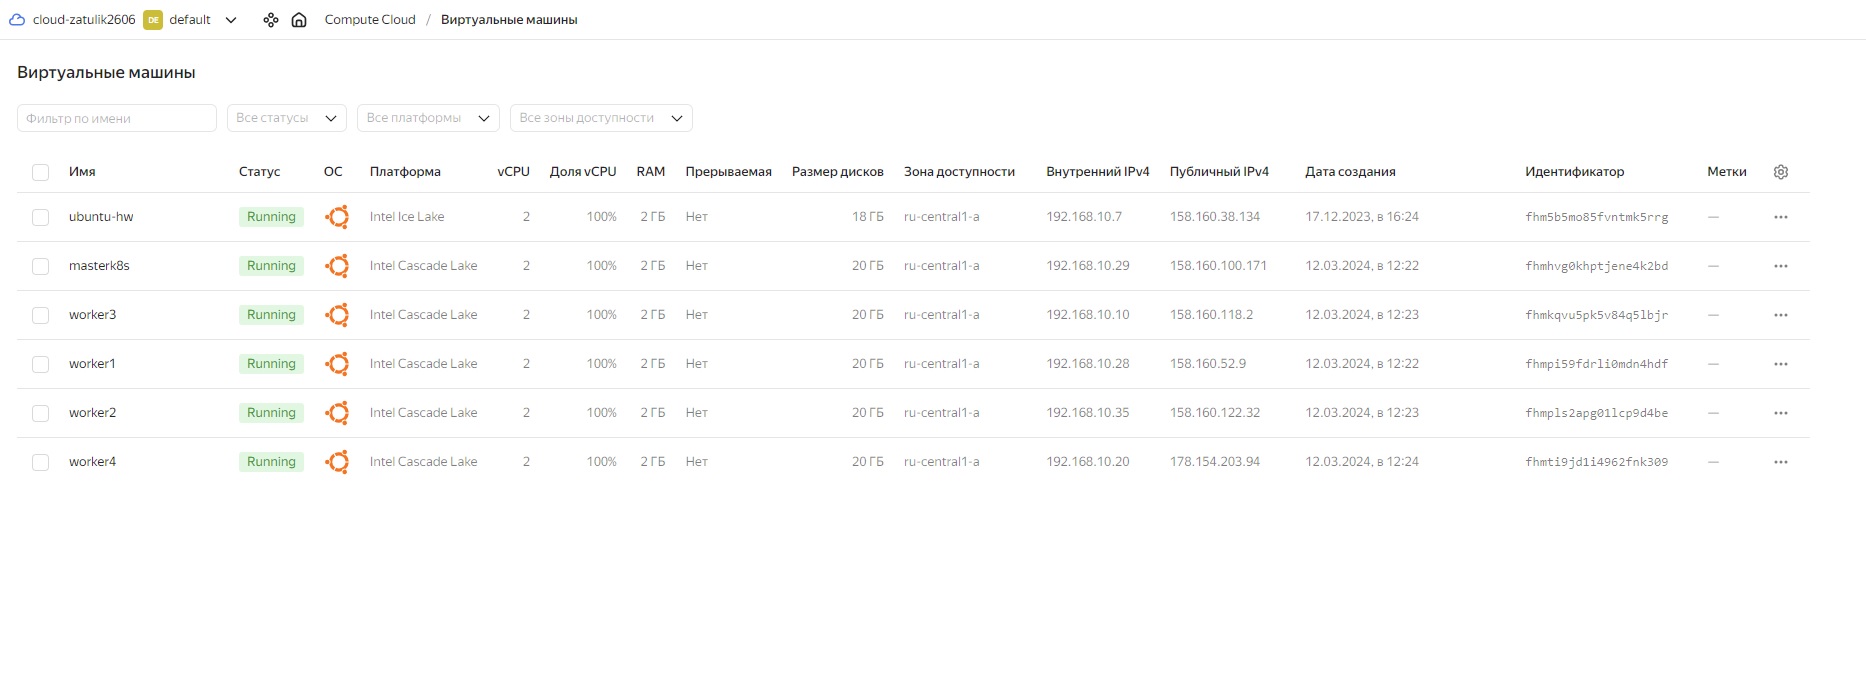 cloud-zatulik2606 DE default Compute Cloud / Виртуальные машины
Виртуальные машины
Фильтр по имени Все статусы Все платформы Все зоны доступности
Имя Статус ОС Платформа vCPU Доля vCPU RAM Прерываемая Размер дисков Зона доступности Внутренний IPv4 Публичный IPv4 Дата создания Идентификатор Метки
ubuntu-hw Running Intel Ice Lake 2 100% 2 ГБ Нет 18 ГБ ru-central1-a 192.168.10.7 158.160.38.134 17.12.2023, в 16:24 fhm5b5mo85fvntmk5rrg —
masterk8s Running Intel Cascade Lake 2 100% 2 ГБ Нет 20 ГБ ru-central1-a 192.168.10.29 158.160.100.171 12.03.2024, в 12:22 fhmhvg0khptjene4k2bd —
worker3 Running Intel Cascade Lake 2 100% 2 ГБ Нет 20 ГБ ru-central1-a 192.168.10.10 158.160.118.2 12.03.2024, в 12:23 fhmkqvu5pk5v84q5lbjr —
worker1 Running Intel Cascade Lake 2 100% 2 ГБ Нет 20 ГБ ru-central1-a 192.168.10.28 158.160.52.9 12.03.2024, в 12:22 fhmpi59fdrli0mdn4hdf —
worker2 Running Intel Cascade Lake 2 100% 2 ГБ Нет 20 ГБ ru-central1-a 192.168.10.35 158.160.122.32 12.03.2024, в 12:23 fhmpls2apg01lcp9d4be —
worker4 Running Intel Cascade Lake 2 100% 2 ГБ Нет 20 ГБ ru-central1-a 192.168.10.20 178.154.203.94 12.03.2024, в 12:24 fhmti9jd1i4962fnk309 —